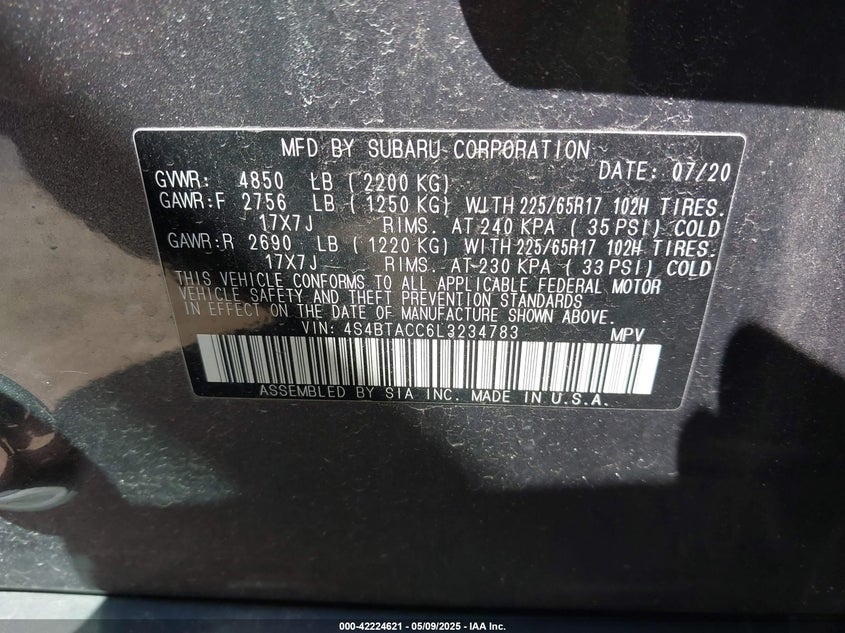 MFD BY SUBARU CORPORATION
DATE: 07/20
GVWR: 4850 LB (2200 KG)
GAWR:F 2756 LB (1250 KG) WITH 225/65R17 102H TIRES.
17X7J RIMS. AT 240 KPA (35 PSI) COLD
GAWR:R 2690 LB (1220 KG) WITH 225/65R17 102H TIRES.
17X7J RIMS. AT 230 KPA (33 PSI) COLD
THIS VEHICLE CONFORMS TO ALL APPLICABLE FEDERAL MOTOR
VEHICLE SAFETY AND THEFT PREVENTION STANDARDS
IN EFFECT ON THE DATE OF MANUFACTURE SHOWN ABOVE.
VIN: 4S4BTACC6L3234783 MPV
ASSEMBLED BY SIA INC. MADE IN U.S.A.
000-42224621 | 05/09/2025 - IAA Inc.